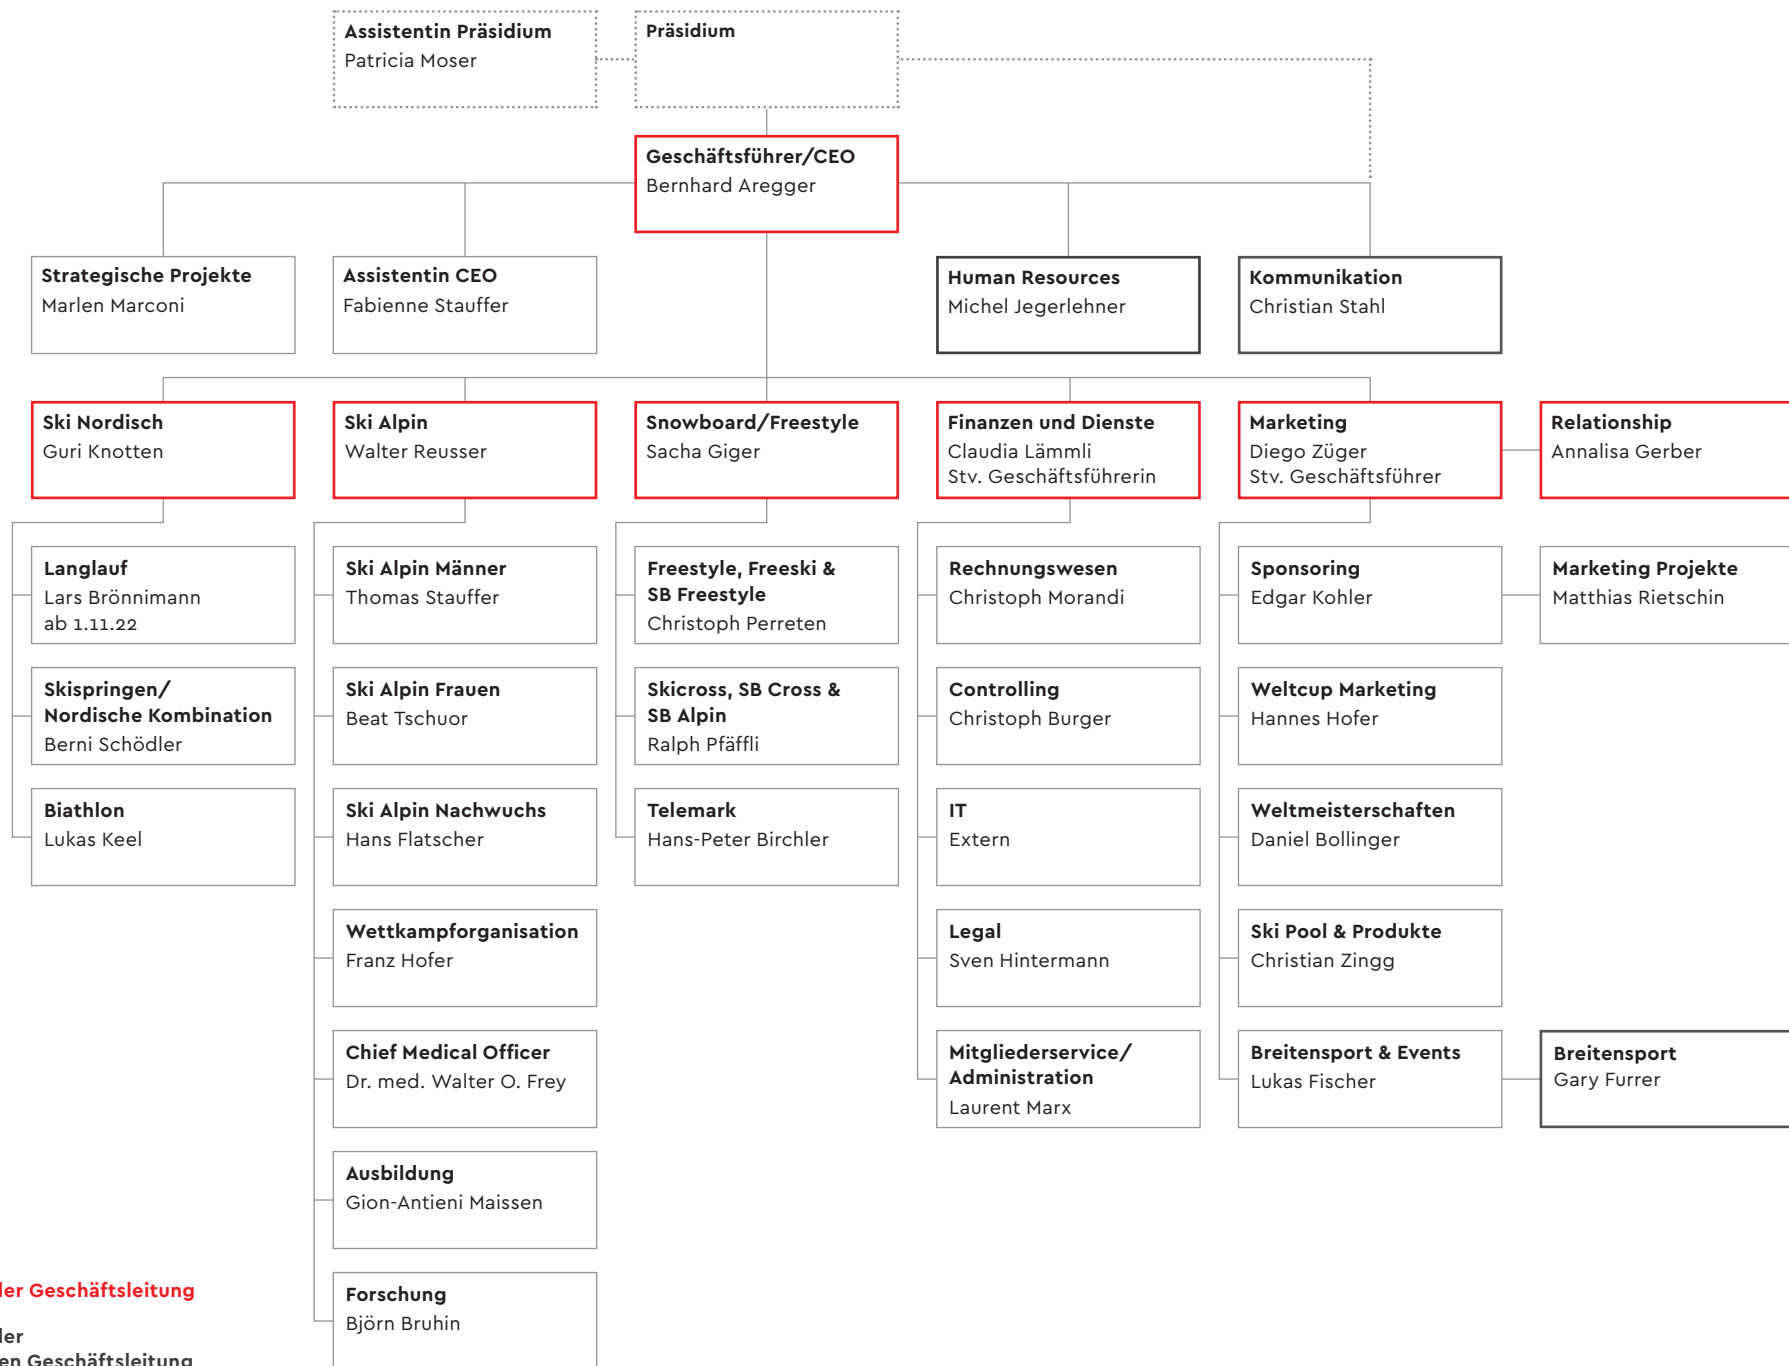 Assistentin Präsidium
Patricia Moser
Präsidium
Geschäftsführer/CEO
Bernhard Aregger
Strategische Projekte
Marlen Marconi
Assistentin CEO
Fabienne Stauffer
Human Resources
Michel Jegerlehner
Kommunikation
Christian Stahl
Ski Nordisch
Guri Knotten
Ski Alpin
Walter Reusser
Snowboard/Freestyle
Sacha Giger
Finanzen und Dienste
Claudia Lämmli
Stv. Geschäftsführerin
Marketing
Diego Züger
Stv. Geschäftsführer
Relationship
Annalisa Gerber
Langlauf
Lars Brönnimann
ab 1.11.22
Skispringen/
Nordische Kombination
Berni Schödler
Biathlon
Lukas Keel
Ski Alpin Männer
Thomas Stauffer
Ski Alpin Frauen
Beat Tschuor
Ski Alpin Nachwuchs
Hans Flatscher
Wettkampforganisation
Franz Hofer
Chief Medical Officer
Dr. med. Walter O. Frey
Ausbildung
Gion-Antieni Maissen
Forschung
Björn Bruhin
Freestyle, Freeski &
SB Freestyle
Christoph Perreten
Skicross, SB Cross &
SB Alpin
Ralph Pfäffli
Telemark
Hans-Peter Birchler
Rechnungswesen
Christoph Morandi
Controlling
Christoph Burger
IT
Extern
Legal
Sven Hintermann
Mitgliederservice/
Administration
Laurent Marx
Sponsoring
Edgar Kohler
Weltcup Marketing
Hannes Hofer
Weltmeisterschaften
Daniel Bollinger
Ski Pool & Produkte
Christian Zingg
Breitensport & Events
Lukas Fischer
Marketing Projekte
Matthias Rietschin
Breitensport
Gary Furrer
der Geschäftsleitung
der
en Geschäftsleitung